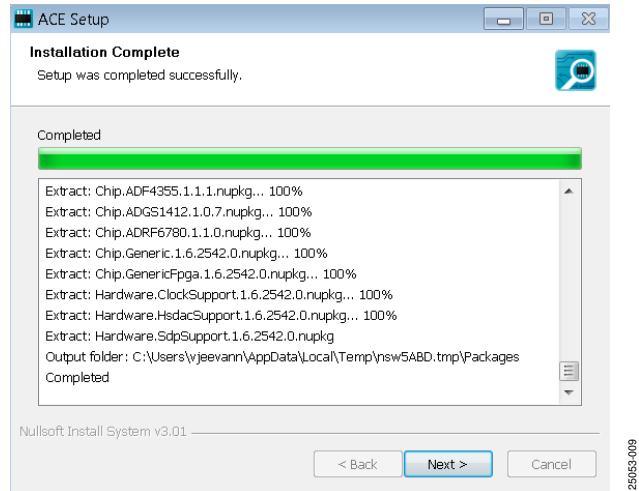 ACE Setup
Installation Complete
Setup was completed successfully.
Completed
Extract: Chip.ADF4355.1.1.1.nupkg... 100%
Extract: Chip.ADGS1412.1.0.7.nupkg... 100%
Extract: Chip.ADRF6780.1.1.0.nupkg... 100%
Extract: Chip.Generic.1.6.2542.0.nupkg... 100%
Extract: Chip.GenericFpga.1.6.2542.0.nupkg... 100%
Extract: Hardware.ClockSupport.1.6.2542.0.nupkg... 100%
Extract: Hardware.HsdacSupport.1.6.2542.0.nupkg... 100%
Extract: Hardware.SdpSupport.1.6.2542.0.nupkg
Output folder: C:\Users\vjeevann\AppData\Local\Temp\nsw5ABD.tmp\Packages
Completed
Nullsoft Install System v3.01
< Back
Next >
Cancel
25053-009